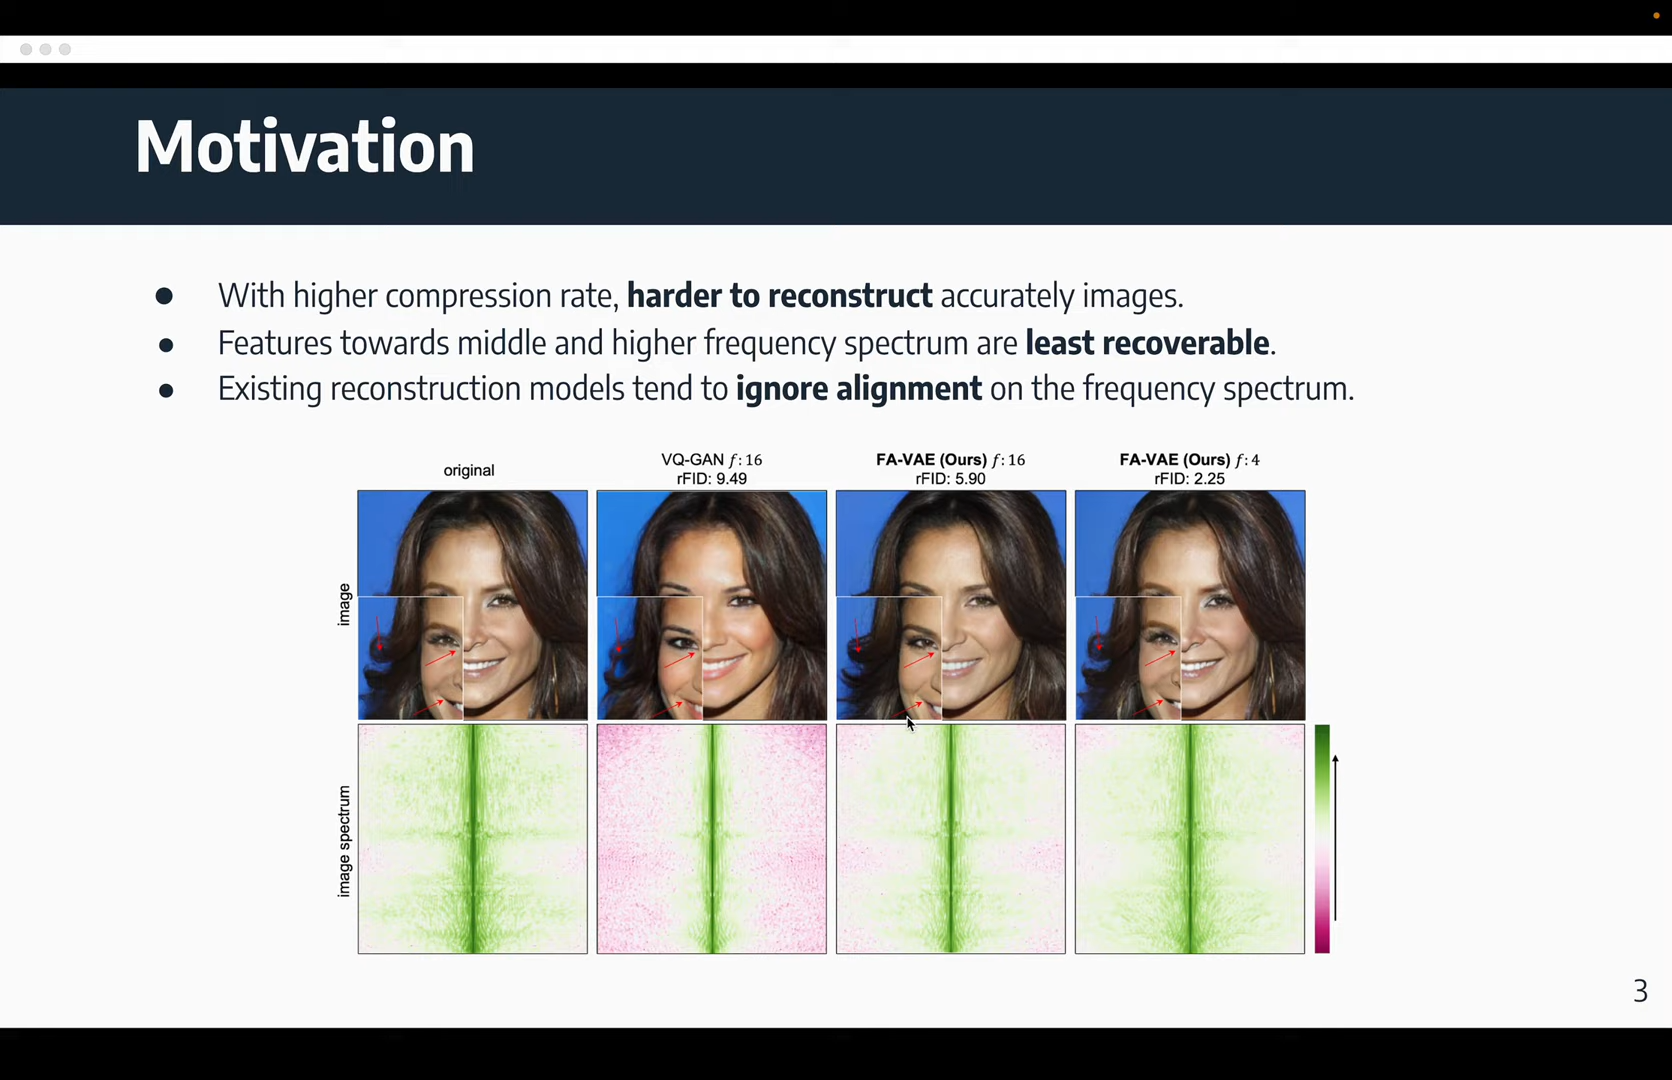 Motivation
● With higher compression rate, harder to reconstruct accurately images.
● Features towards middle and higher frequency spectrum are least recoverable.
● Existing reconstruction models tend to ignore alignment on the frequency spectrum.
original
VQ-GAN f: 16
rFID: 9.49
FA-VAE (Ours) f: 16
rFID: 5.90
FA-VAE (Ours) f: 4
rFID: 2.25
image
image spectrum
3